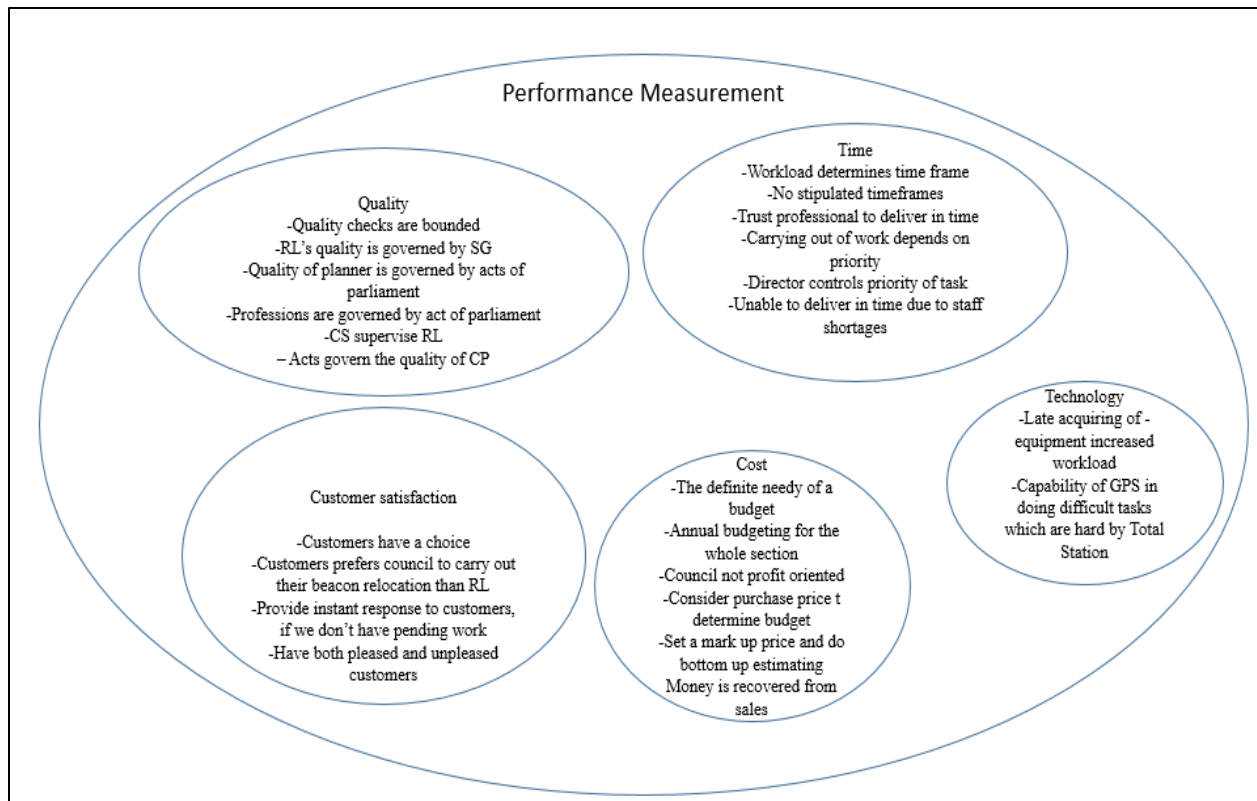 Performance Measurement
Quality
-Quality checks are bounded
-RL's quality is governed by SG
-Quality of planner is governed by acts of
parliament
-Professions are governed by act of parliament
-CS supervise RL
– Acts govern the quality of CP
Time
-Workload determines time frame
-No stipulated timeframes
-Trust professional to deliver in time
-Carrying out of work depends on
priority
-Director controls priority of task
-Unable to deliver in time due to staff
shortages
Customer satisfaction
-Customers have a choice
-Customers prefers council to carry out
their beacon relocation than RL
-Provide instant response to customers,
if we don't have pending work
-Have both pleased and unpleased
customers
Cost
-The definite needy of a
budget
-Annual budgeting for the
whole section
-Council not profit oriented
-Consider purchase price t
determine budget
-Set a mark up price and do
bottom up estimating
Money is recovered from
sales
Technology
-Late acquiring of -
equipment increased
workload
-Capability of GPS in
doing difficult tasks
which are hard by Total
Station